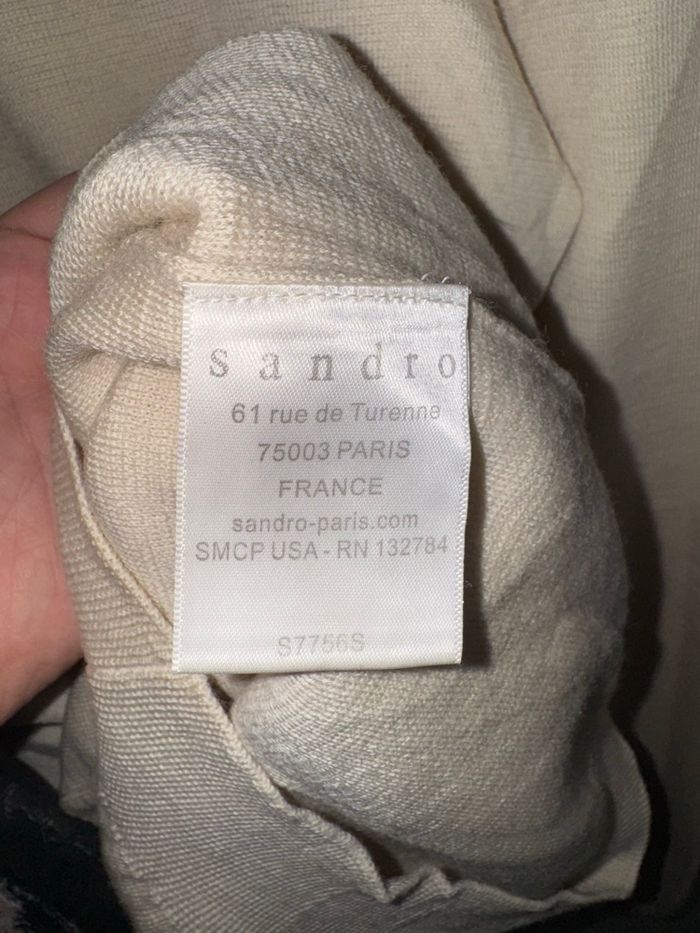 sandro
61 rue de Turenne
75003 PARIS
FRANCE
sandro-paris.com
SMCP USA - RN 132784
S7756S